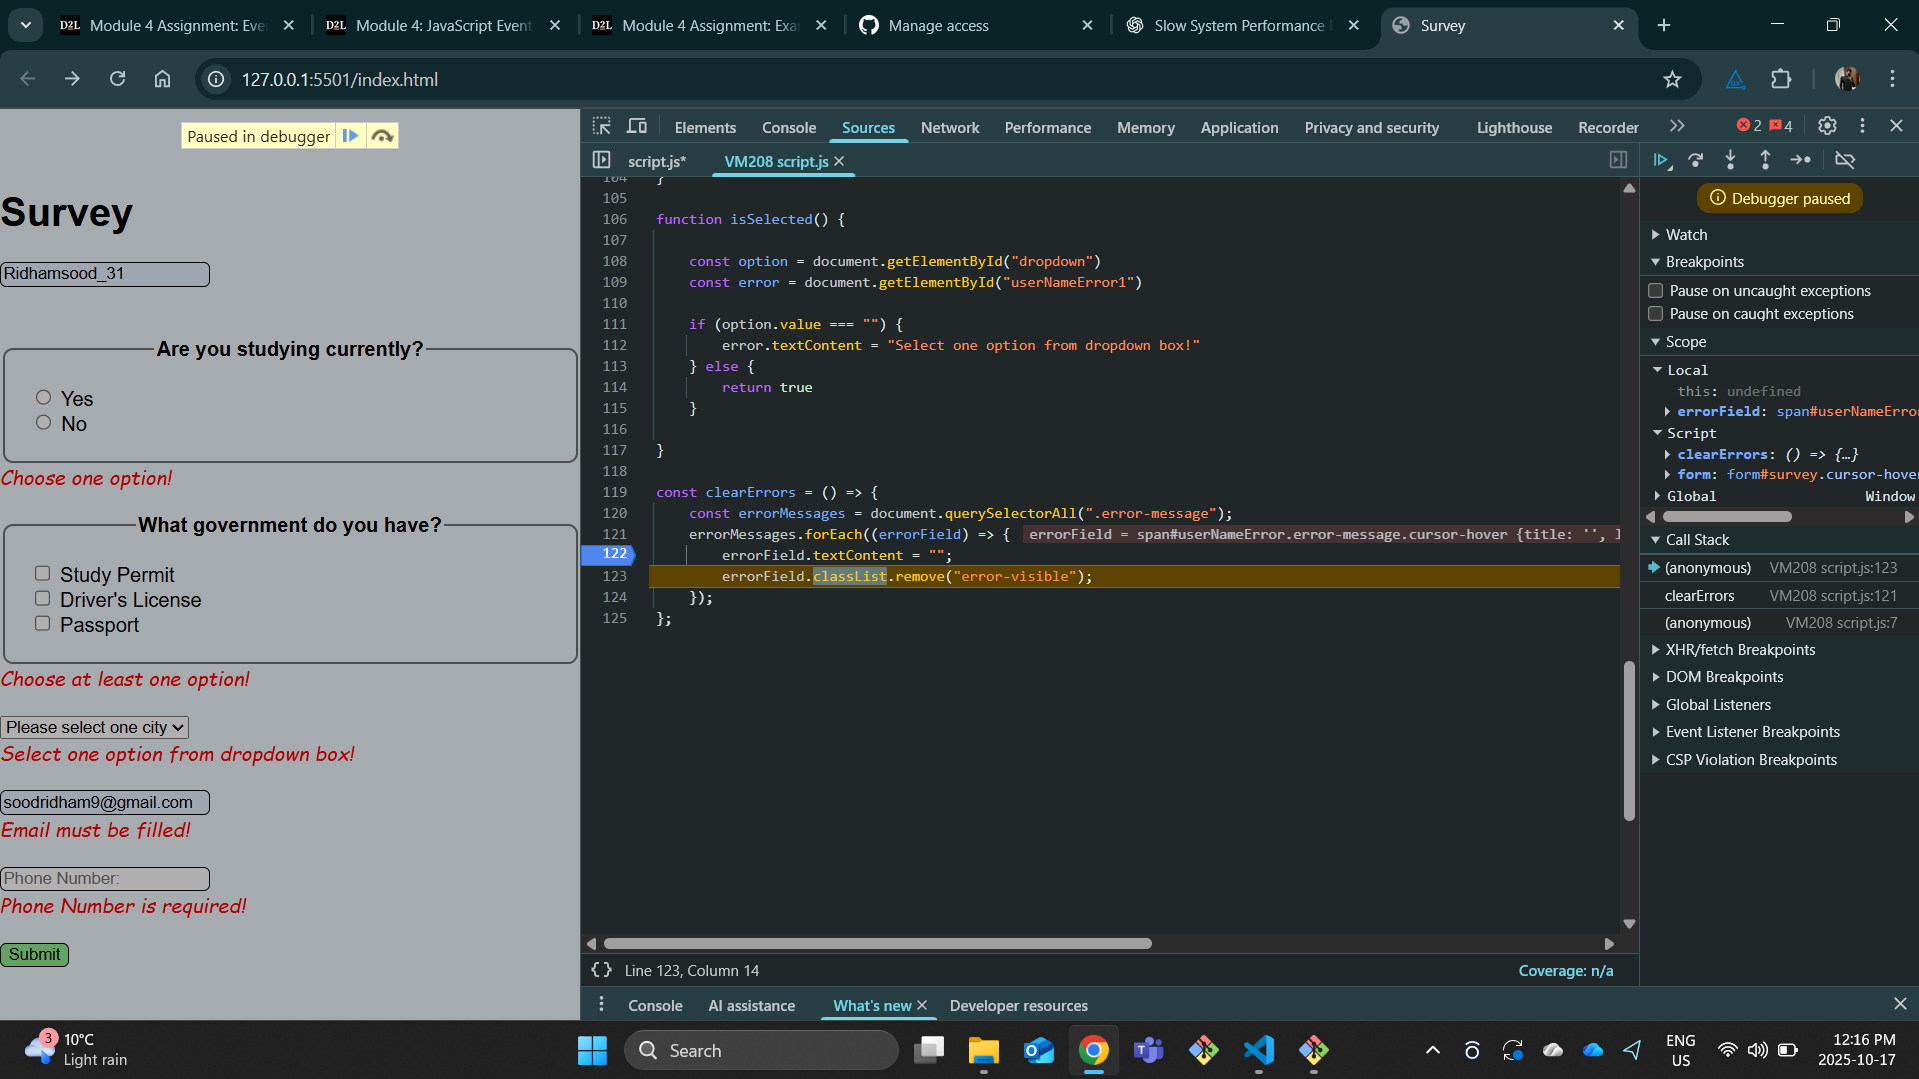 Module 4 Assignment: Eve
Module 4: JavaScript Event
Module 4 Assignment: Exa
Manage access
Slow System Performance
Survey
127.0.0.1:5501/index.html
Paused in debugger
Survey
Ridhamsood_31
Are you studying currently?
Yes
No
Choose one option!
What government do you have?
Study Permit
Driver's License
Passport
Choose at least one option!
Please select one city
Select one option from dropdown box!
soodridham9@gmail.com
Email must be filled!
Phone Number:
Phone Number is required!
Submit
Elements Console Sources Network Performance Memory Application Privacy and security Lighthouse Recorder 2 4
script.js* VM208 script.js
104 }
105
106 function isSelected() {
107
108 const option = document.getElementById("dropdown")
109 const error = document.getElementById("userNameError1")
110
111 if (option.value === "") {
112 error.textContent = "Select one option from dropdown box!"
113 } else {
114 return true
115 }
116
117 }
118
119 const clearErrors = () => {
120 const errorMessages = document.querySelectorAll(".error-message");
121 errorMessages.forEach((errorField) => { errorField = span#userNameError.error-message.cursor-hover {title: '',
122 errorField.textContent = "";
123 errorField.classList.remove("error-visible");
124 });
125 };
{} Line 123, Column 14 Coverage: n/a
Console AI assistance What's new Developer resources
Debugger paused
Watch
Breakpoints
Pause on uncaught exceptions
Pause on caught exceptions
Scope
Local
this: undefined
errorField: span#userNameErro
Script
clearErrors: () => {…}
form: form#survey.cursor-hove
Global Window
Call Stack
(anonymous) VM208 script.js:123
clearErrors VM208 script.js:121
(anonymous) VM208 script.js:7
XHR/fetch Breakpoints
DOM Breakpoints
Global Listeners
Event Listener Breakpoints
CSP Violation Breakpoints
3
10°C
Light rain
Search
ENG
US
12:16 PM
2025-10-17